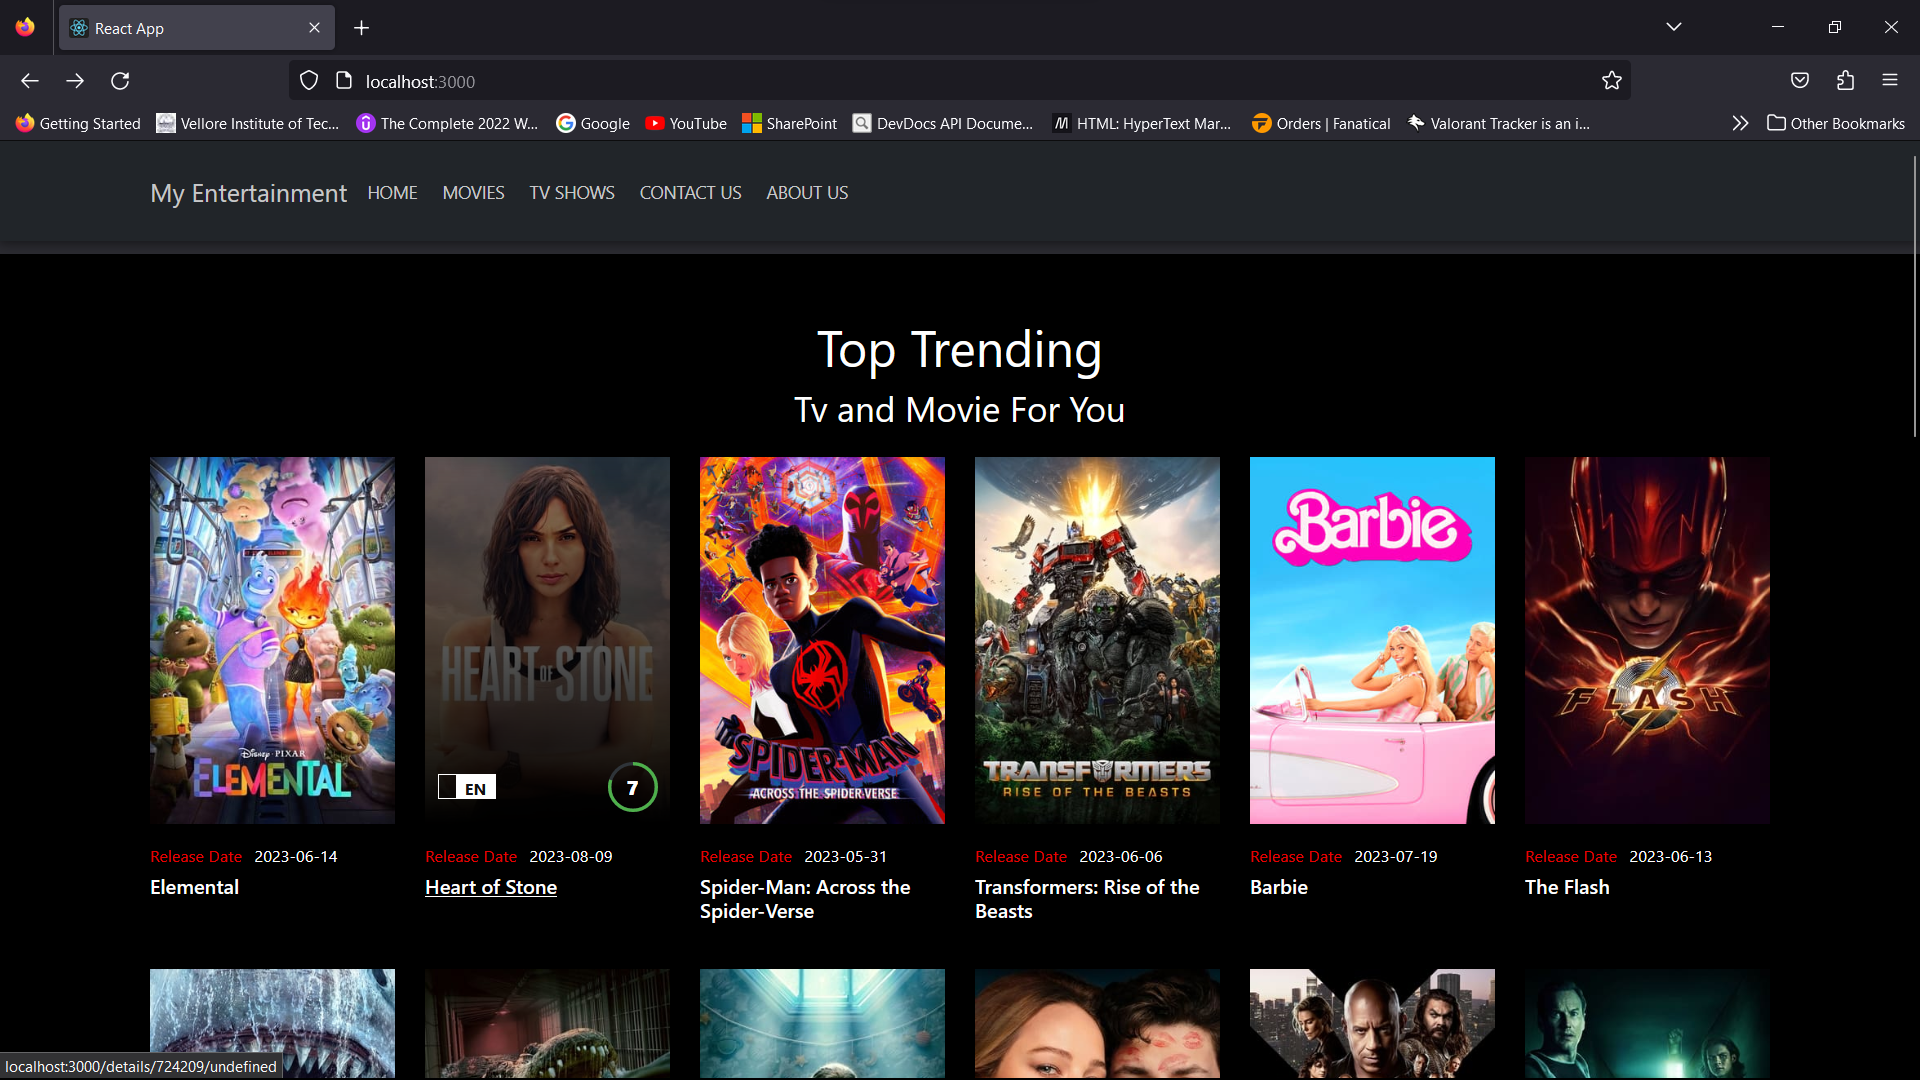 React App
localhost:3000
Getting Started
Vellore Institute of Tec...
The Complete 2022 W...
Google
YouTube
SharePoint
DevDocs API Docume...
HTML: HyperText Mar...
Orders | Fanatical
Valorant Tracker is an i...
Other Bookmarks
My Entertainment
HOME
MOVIES
TV SHOWS
CONTACT US
ABOUT US
Top Trending
Tv and Movie For You
DISNEY · PIXAR
ELEMENTAL
HEART OF STONE
EN
7
SPIDER-MAN
ACROSS THE SPIDER-VERSE
TRANSFORMERS
RISE OF THE BEASTS
Barbie
FLASH
Release Date 2023-06-14
Elemental
Release Date 2023-08-09
Heart of Stone
Release Date 2023-05-31
Spider-Man: Across the
Spider-Verse
Release Date 2023-06-06
Transformers: Rise of the
Beasts
Release Date 2023-07-19
Barbie
Release Date 2023-06-13
The Flash
localhost:3000/details/724209/undefined